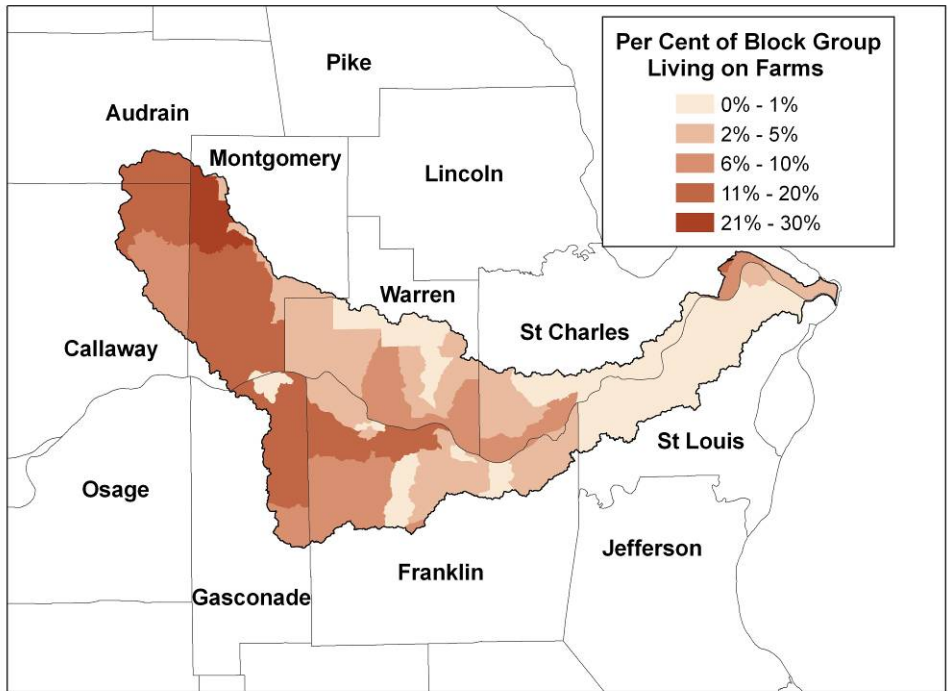 Per Cent of Block Group
Living on Farms
0% - 1%
2% - 5%
6% - 10%
11% - 20%
21% - 30%
Pike
Audrain
Montgomery
Lincoln
Warren
St Charles
Callaway
St Louis
Osage
Jefferson
Franklin
Gasconade